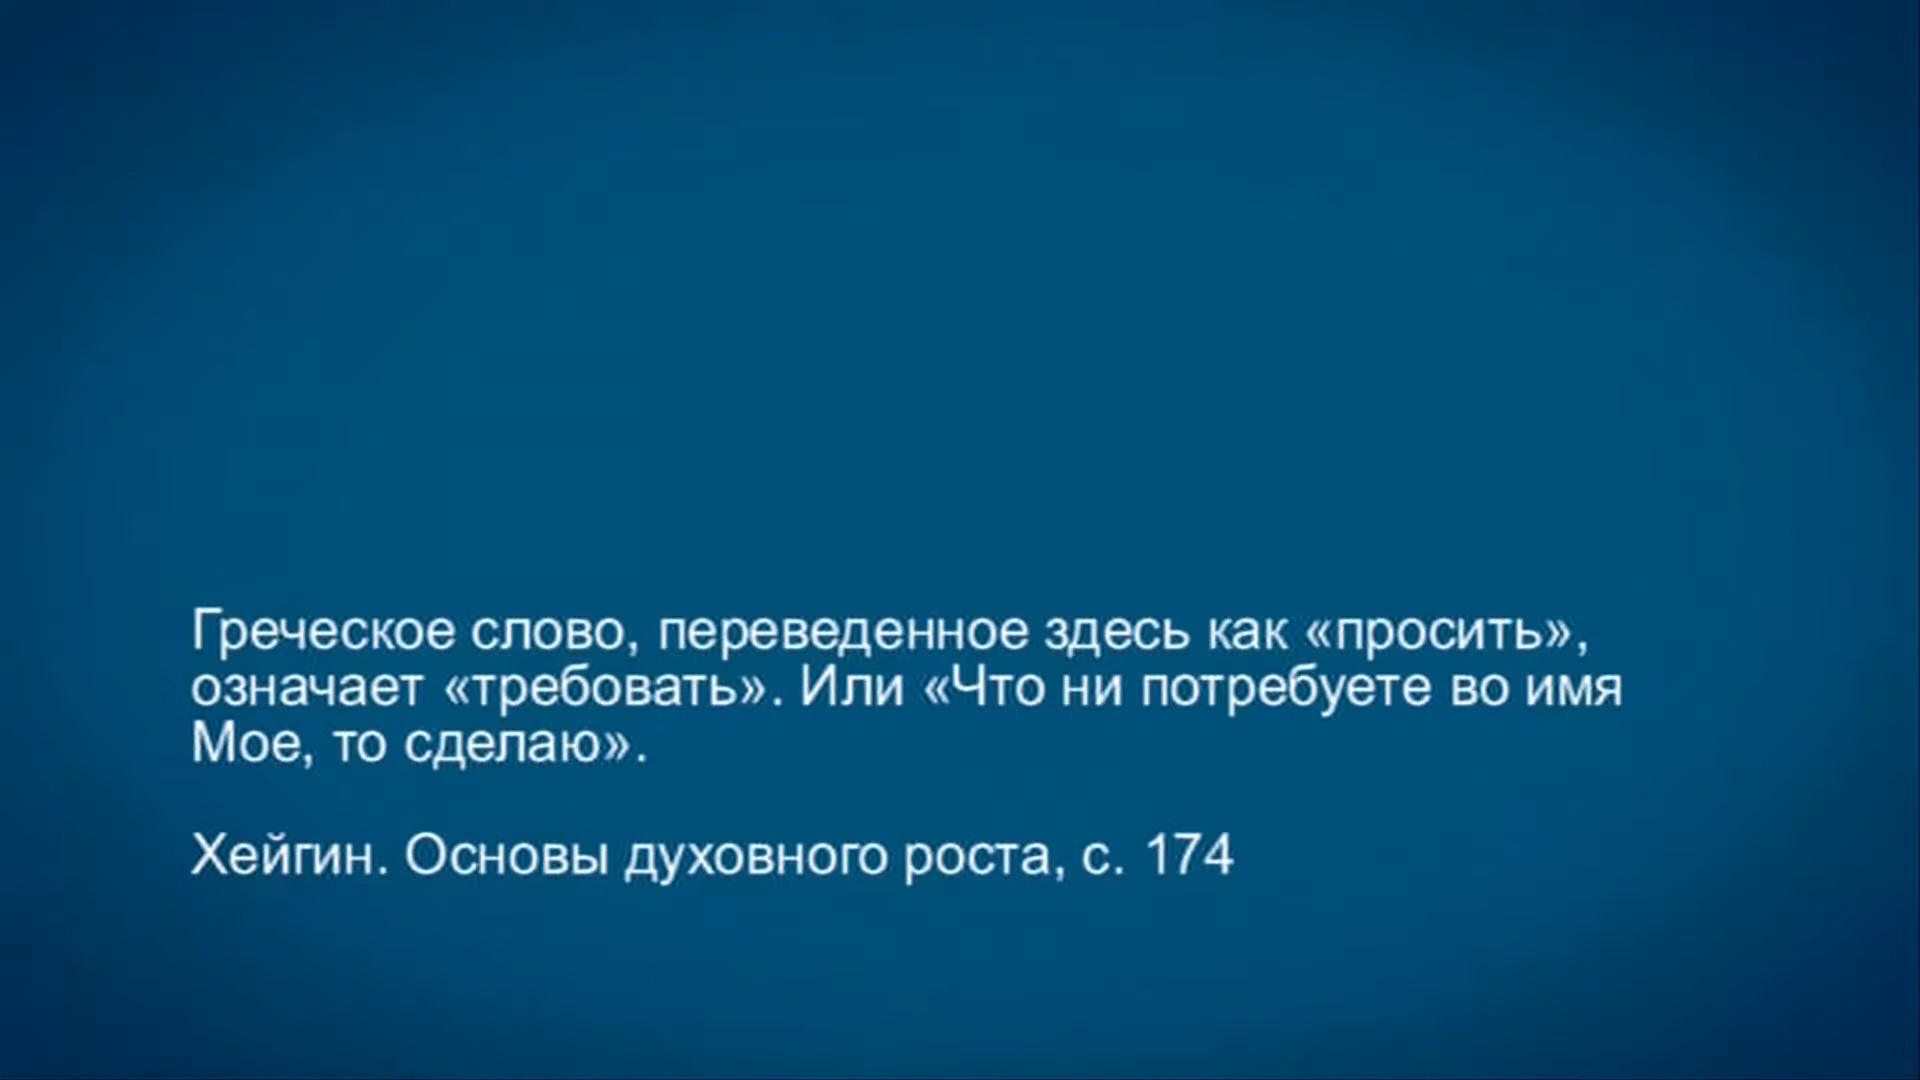 Греческое слово, переведенное здесь как «просить»,
означает «требовать». Или «Что ни потребуете во имя
Мое, то сделаю».
Хейгин. Основы духовного роста, с. 174